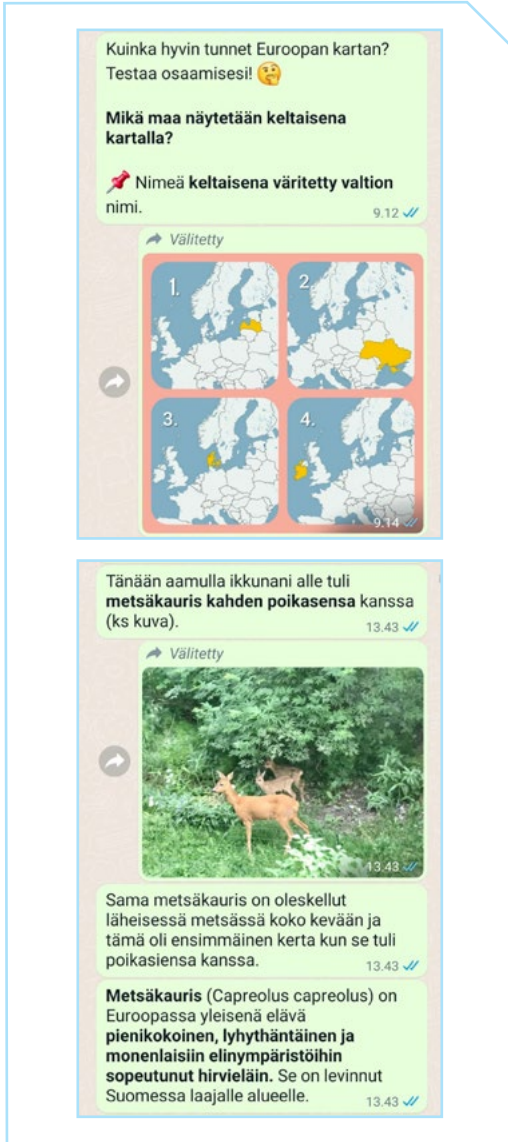 Kuinka hyvin tunnet Euroopan kartan?
Testaa osaamisesi! 🤔
Mikä maa näytetään keltaisena
kartalla?
📌 Nimeä keltaisena väritetty valtion
nimi.
9.12
Välitetty
1.
2.
3.
4.
9.14
Tänään aamulla ikkunani alle tuli
metsäkauris kahden poikasensa kanssa
(ks kuva).
13.43
Välitetty
13.43
Sama metsäkauris on oleskellut
läheisessä metsässä koko kevään ja
tämä oli ensimmäinen kerta kun se tuli
poikasiensa kanssa.
13.43
Metsäkauris (Capreolus capreolus) on
Euroopassa yleisenä elävä
pienikokoinen, lyhythäntäinen ja
monenlaisiin elinympäristöihin
sopeutunut hirvieläin. Se on levinnut
Suomessa laajalle alueelle.
13.43